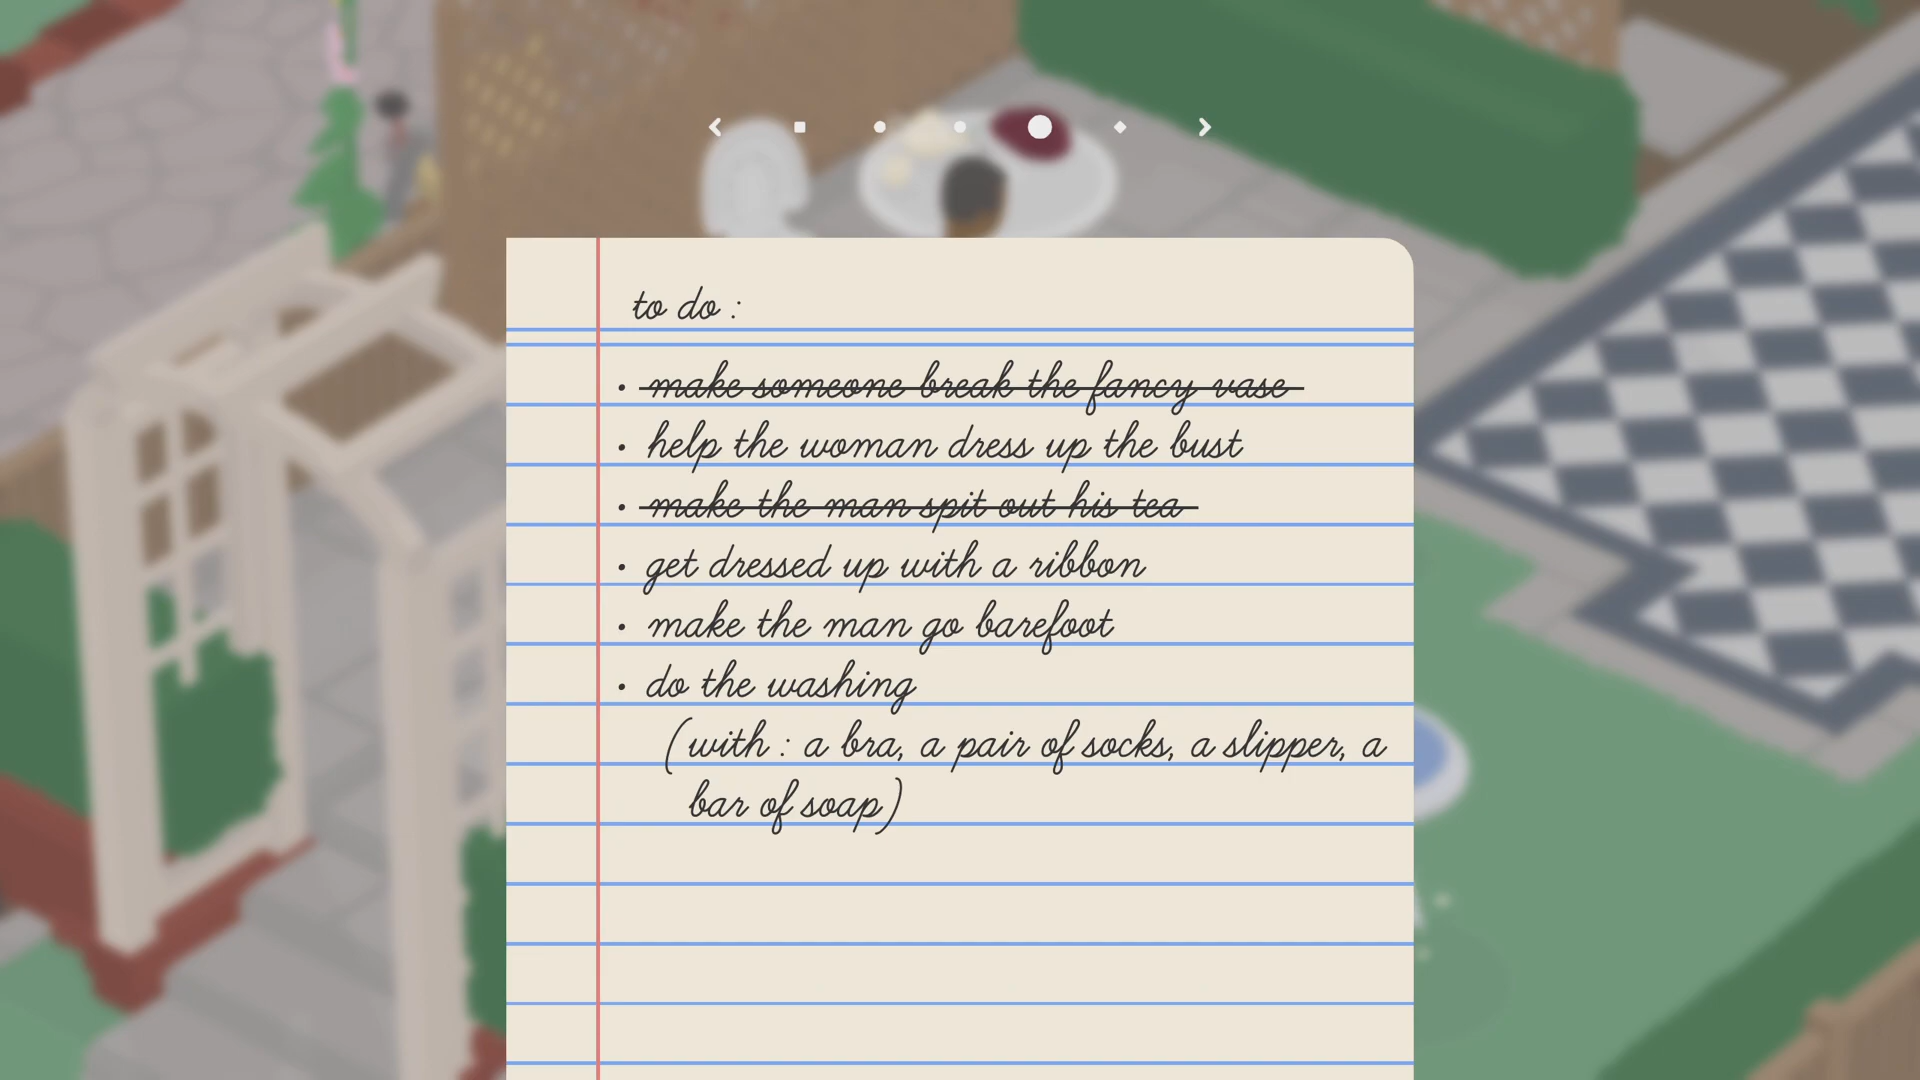 to do :
• make someone break the fancy vase
• help the woman dress up the bust
• make the man spit out his tea
• get dressed up with a ribbon
• make the man go barefoot
• do the washing
(with : a bra, a pair of socks, a slipper, a
bar of soap)